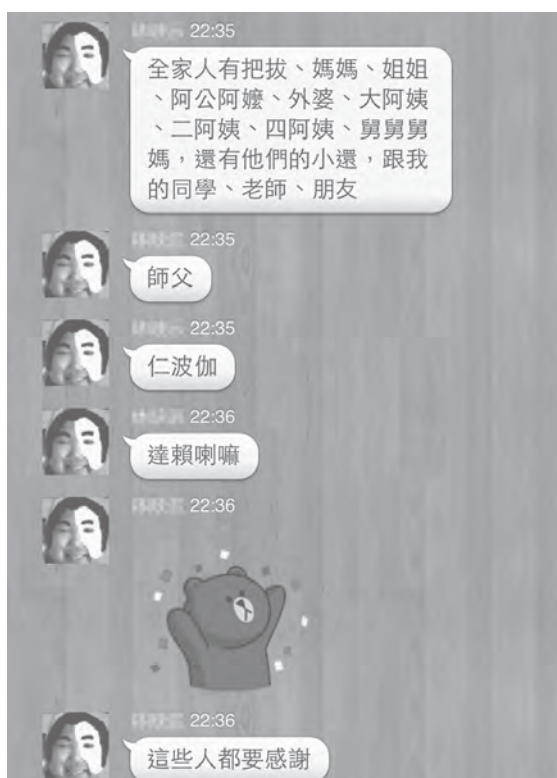 22:35
全家人有把拔、媽媽、姐姐
、阿公阿嬤、外婆、大阿姨
、二阿姨、四阿姨、舅舅舅
媽，還有他們的小還，跟我
的同學、老師、朋友
22:35
師父
22:35
仁波伽
22:36
達賴喇嘛
22:36
22:36
這些人都要感謝